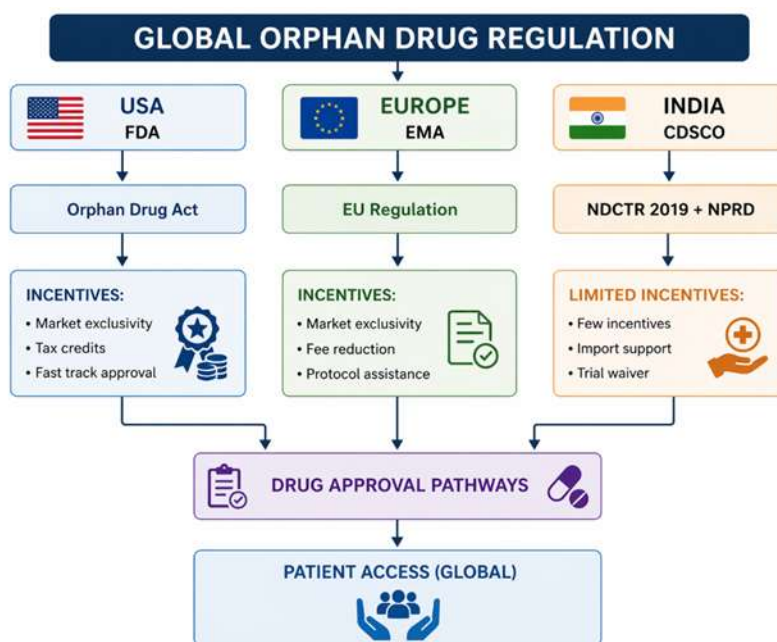 GLOBAL ORPHAN DRUG REGULATION
USA
FDA
EUROPE
EMA
INDIA
CDSCO
Orphan Drug Act
EU Regulation
NDCTR 2019 + NPRD
INCENTIVES:
• Market exclusivity
• Tax credits
• Fast track approval
INCENTIVES:
• Market exclusivity
• Fee reduction
• Protocol assistance
LIMITED INCENTIVES:
• Few incentives
• Import support
• Trial waiver
DRUG APPROVAL PATHWAYS
PATIENT ACCESS (GLOBAL)